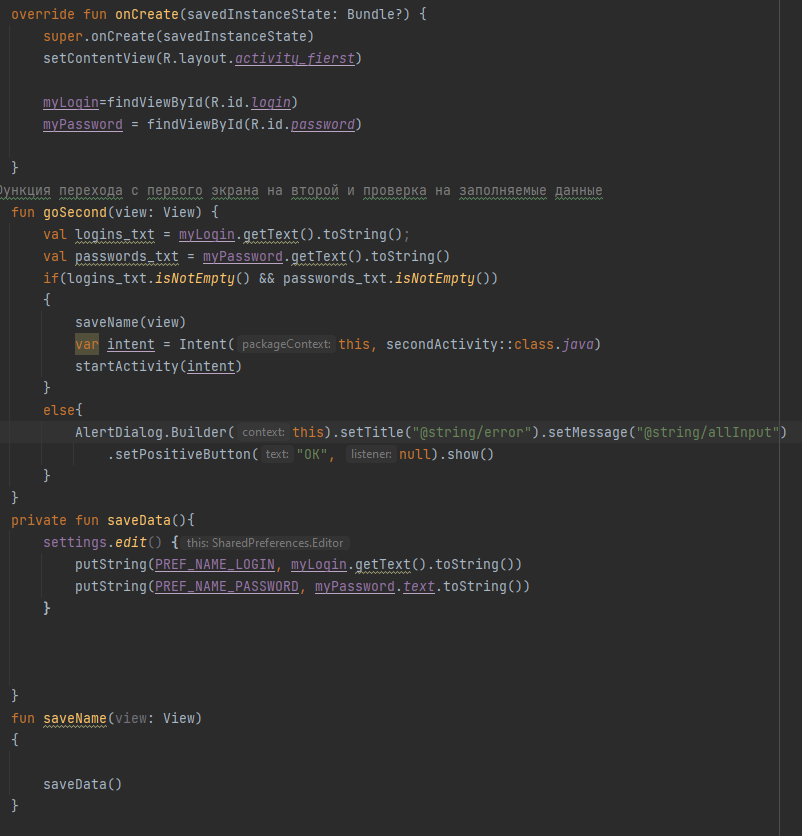 override fun onCreate(savedInstanceState: Bundle?) {
super.onCreate(savedInstanceState)
setContentView(R.layout.activity_fierst)
myLogin=findViewById(R.id.login)
myPassword = findViewById(R.id.password)
}
Функция перехода с первого экрана на второй и проверка на заполняемые данные
fun goSecond(view: View) {
val logins_txt = myLogin.getText().toString();
val passwords_txt = myPassword.getText().toString()
if(logins_txt.isNotEmpty() && passwords_txt.isNotEmpty())
{
saveName(view)
var intent = Intent( packageContext: this, secondActivity::class.java)
startActivity(intent)
}
else{
AlertDialog.Builder( context: this).setTitle("@string/error").setMessage("@string/allInput")
.setPositiveButton( text: "OK", listener: null).show()
}
}
private fun saveData(){
settings.edit() { this: SharedPreferences.Editor
putString(PREF_NAME_LOGIN, myLogin.getText().toString())
putString(PREF_NAME_PASSWORD, myPassword.text.toString())
}
}
fun saveName(view: View)
{
saveData()
}